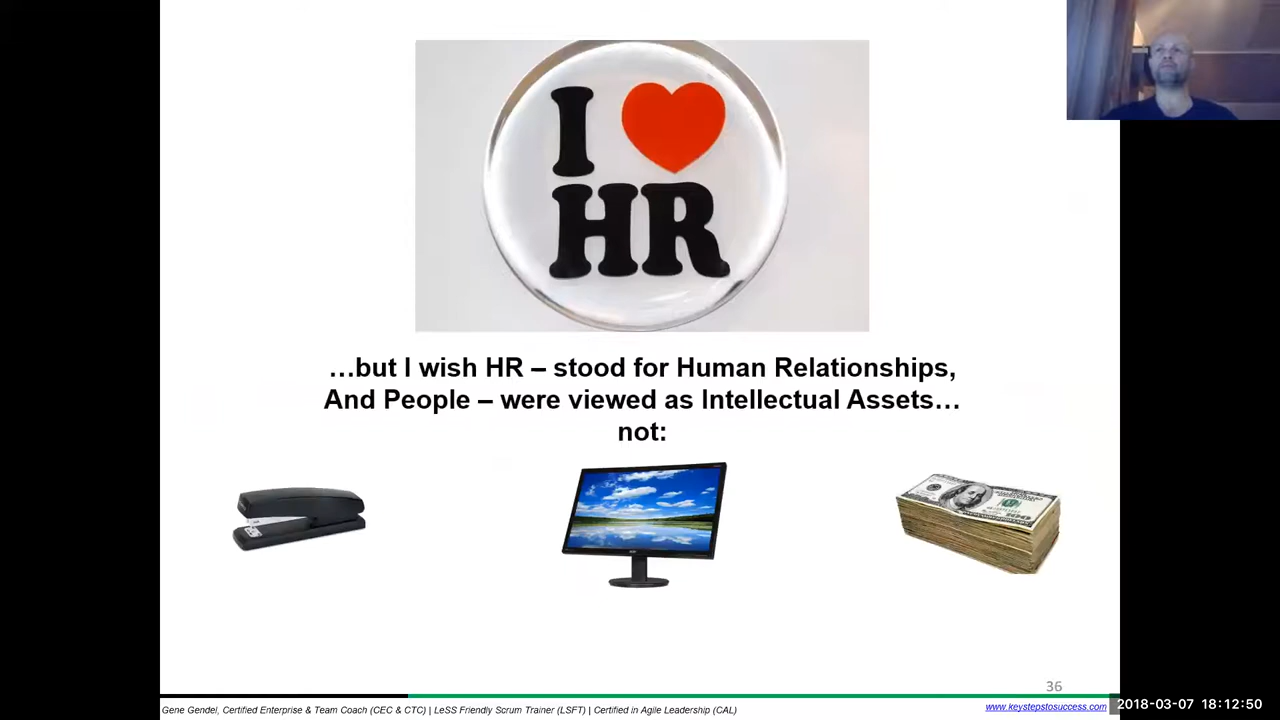 I
HR
…but I wish HR – stood for Human Relationships,
And People – were viewed as Intellectual Assets…
not:
36
Gene Gendel, Certified Enterprise & Team Coach (CEC & CTC) | LeSS Friendly Scrum Trainer (LSFT) | Certified in Agile Leadership (CAL)
www.keystepstosuccess.com
2018-03-07 18:12:50